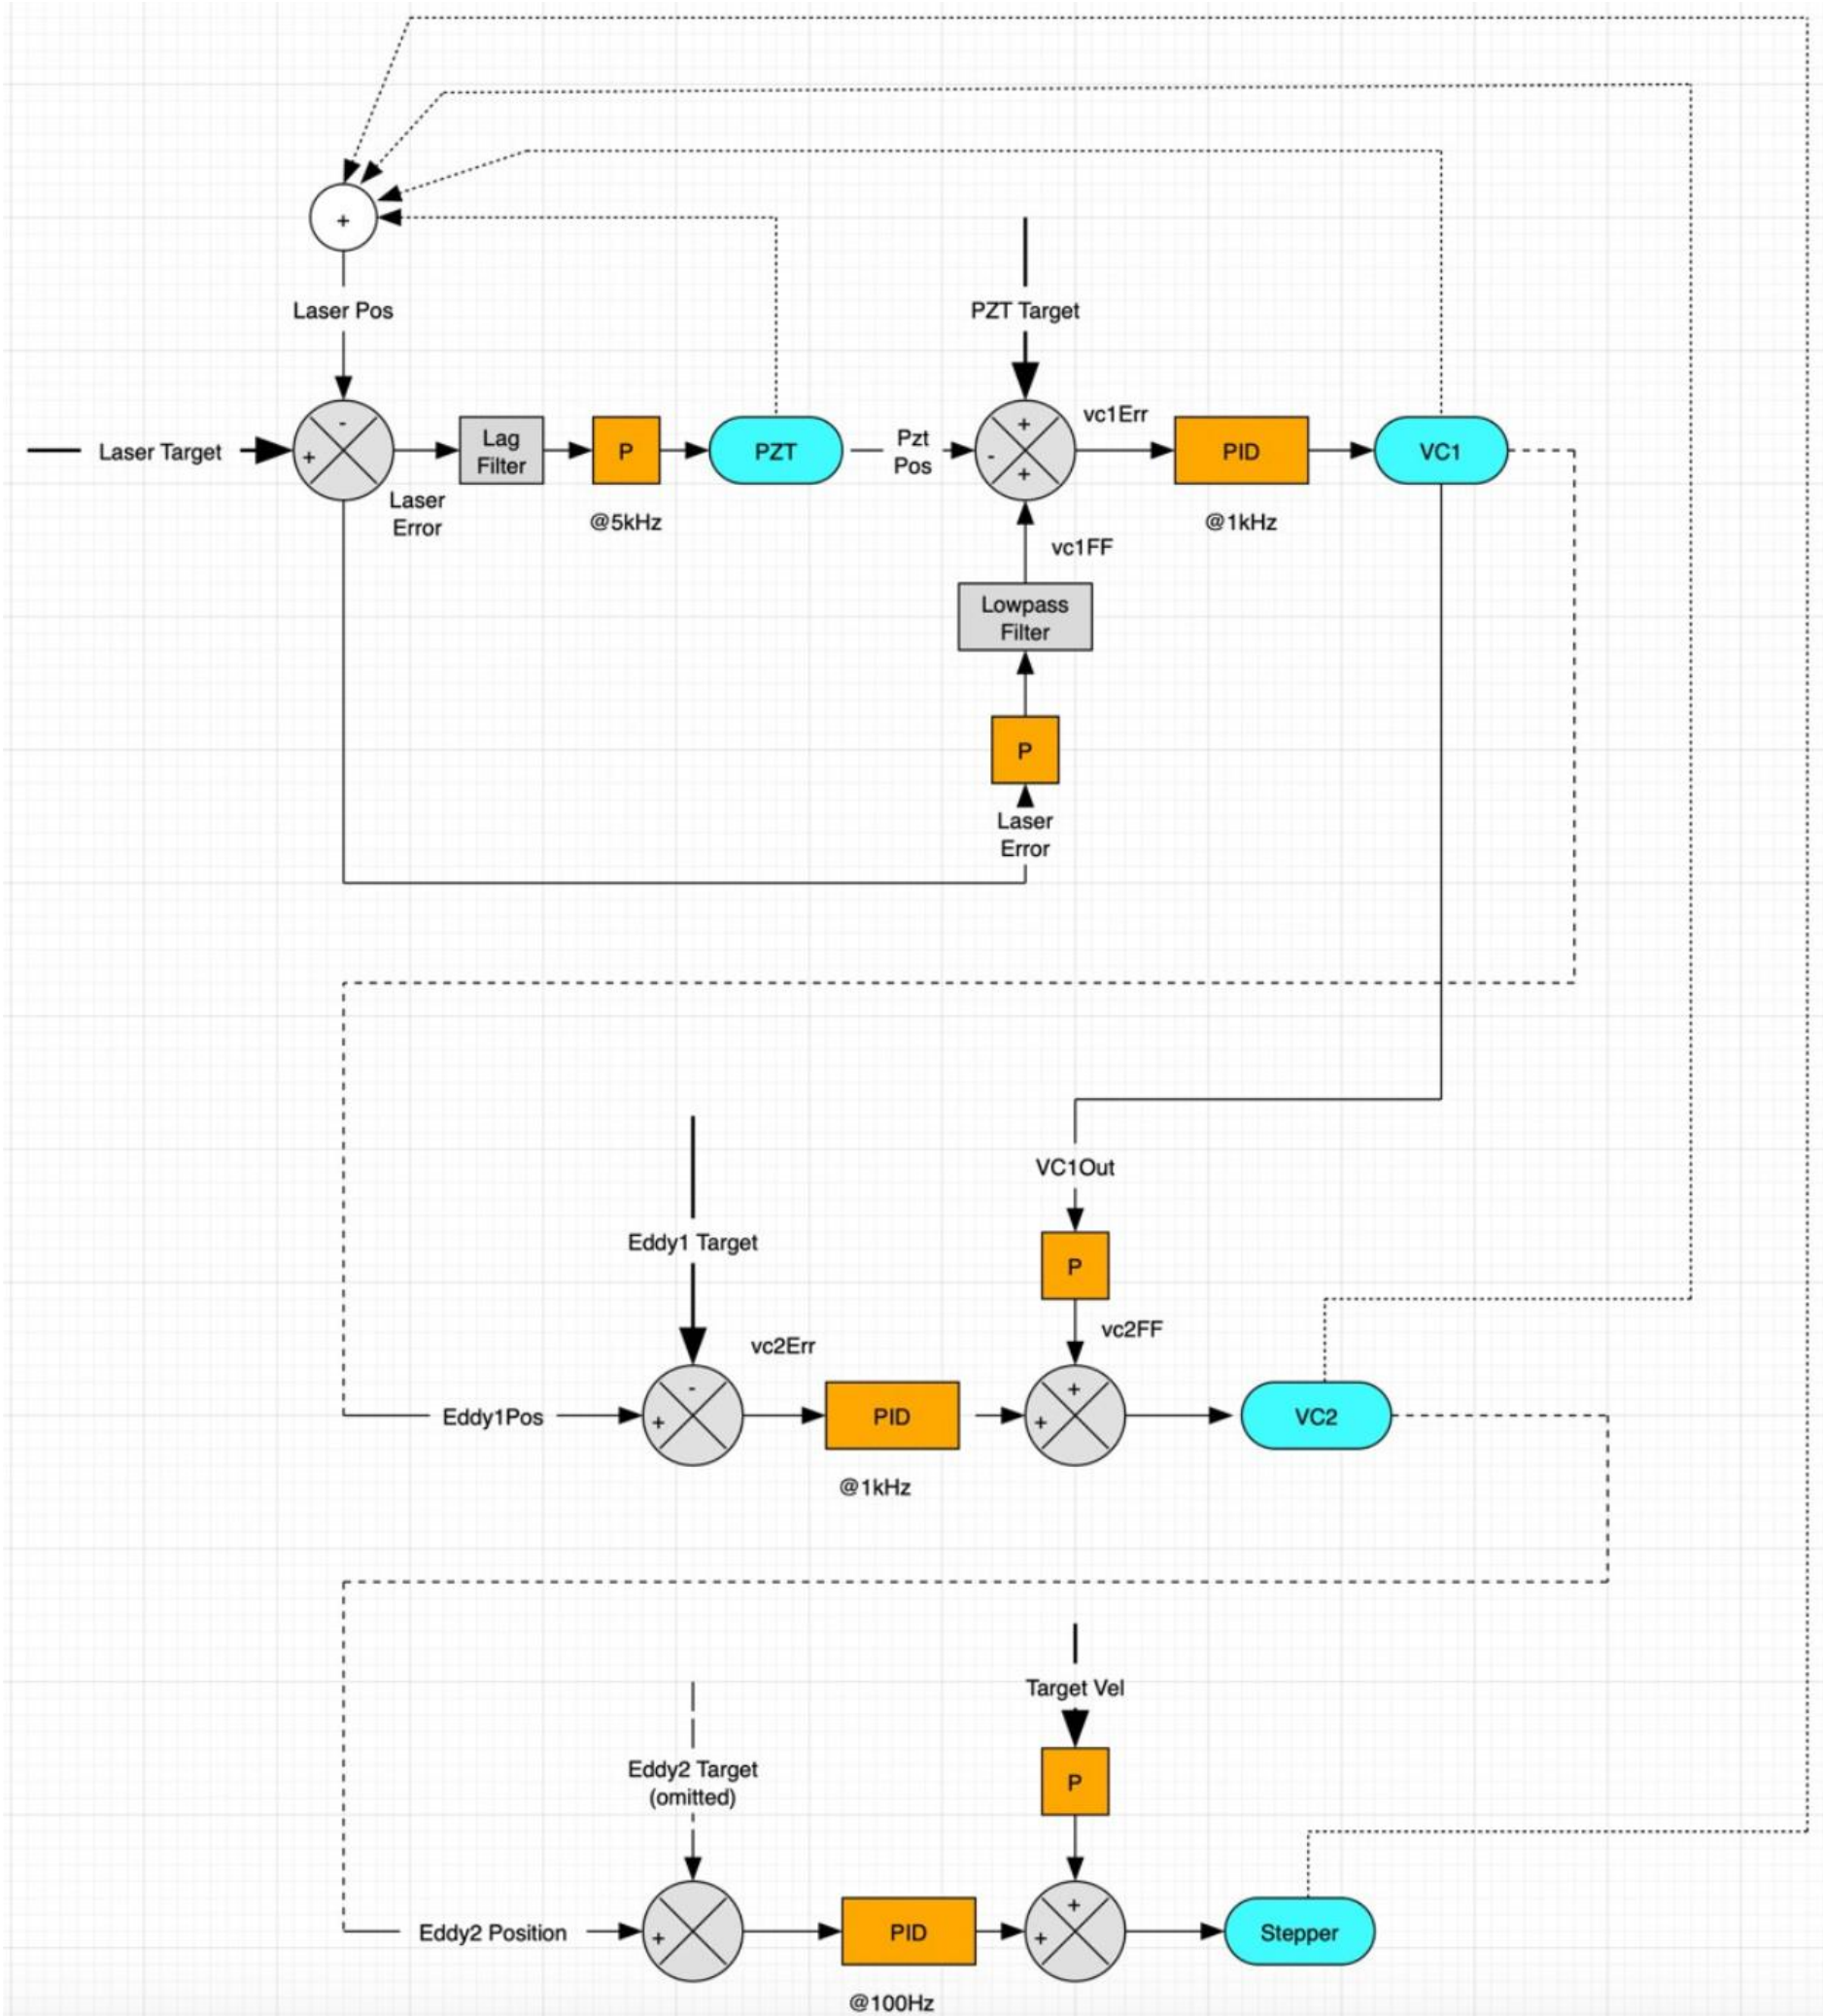 +
Laser Pos
PZT Target
-
+
vc1Err
Laser Target
+
Lag
Filter
P
PZT
Pzt
Pos
-
+
PID
VC1
Laser
Error
@5kHz
@1kHz
vc1FF
Lowpass
Filter
P
Laser
Error
VC1Out
Eddy1 Target
P
vc2Err
vc2FF
-
+
Eddy1Pos
+
PID
+
VC2
@1kHz
Target Vel
Eddy2 Target
(omitted)
P
+
Eddy2 Position
+
PID
+
Stepper
@100Hz